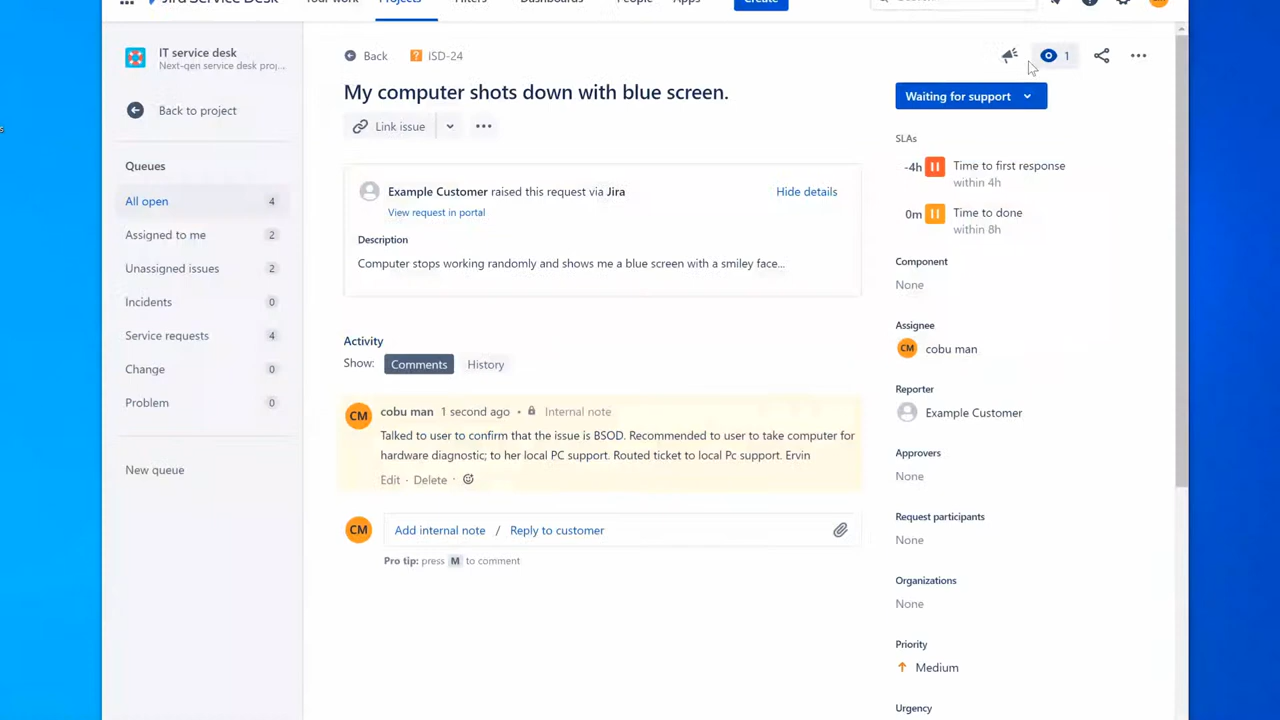 Jira Service Desk
Your work
Projects
Filters
Dashboards
People
Apps
Create
IT service desk
Next-gen service desk proj...
Back to project
Queues
All open 4
Assigned to me 2
Unassigned issues 2
Incidents 0
Service requests 4
Change 0
Problem 0
New queue
Back
ISD-24
1
My computer shots down with blue screen.
Link issue
Example Customer raised this request via Jira
Hide details
View request in portal
Description
Computer stops working randomly and shows me a blue screen with a smiley face...
Activity
Show: Comments History
CM
cobu man 1 second ago • Internal note
Talked to user to confirm that the issue is BSOD. Recommended to user to take computer for
hardware diagnostic; to her local PC support. Routed ticket to local Pc support. Ervin
Edit · Delete ·
CM
Add internal note / Reply to customer
Pro tip: press M to comment
Waiting for support
SLAs
-4h Time to first response
within 4h
0m Time to done
within 8h
Component
None
Assignee
CM cobu man
Reporter
Example Customer
Approvers
None
Request participants
None
Organizations
None
Priority
Medium
Urgency